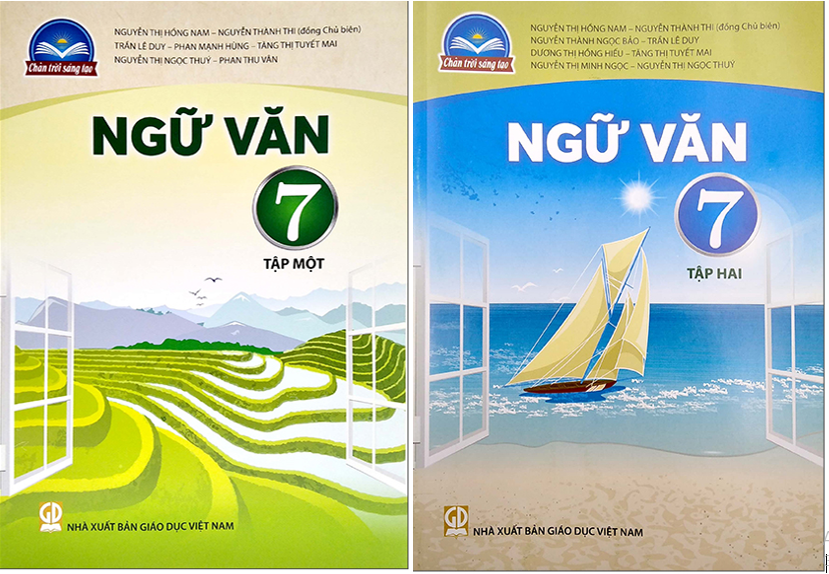 NGUYỄN THỊ HỒNG NAM – NGUYỄN THÀNH THI (đồng Chủ biên)
TRẦN LÊ DUY – PHAN MẠNH HÙNG – TĂNG THỊ TUYẾT MAI
NGUYỄN THỊ NGỌC THUÝ – PHAN THU VÂN
Chân trời sáng tạo
NGỮ VĂN
7
TẬP MỘT
GD
NHÀ XUẤT BẢN GIÁO DỤC VIỆT NAM
NGUYỄN THỊ HỒNG NAM – NGUYỄN THÀNH THI (đồng Chủ biên)
NGUYỄN THÀNH NGỌC BẢO – TRẦN LÊ DUY
DƯƠNG THỊ HỒNG HIẾU – TĂNG THỊ TUYẾT MAI
NGUYỄN THỊ MINH NGỌC – NGUYỄN THỊ NGỌC THUÝ
Chân trời sáng tạo
NGỮ VĂN
7
TẬP HAI
GD
NHÀ XUẤT BẢN GIÁO DỤC VIỆT NAM